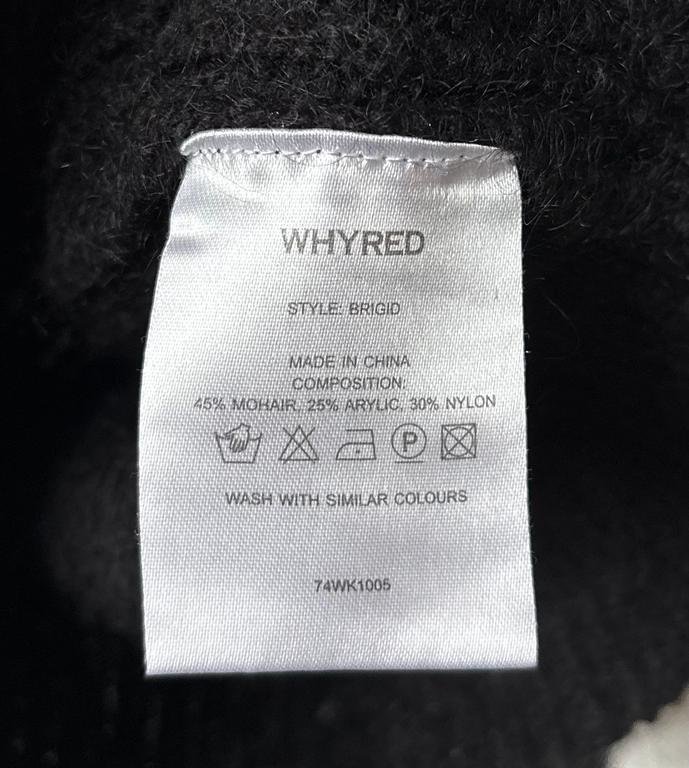 WHYRED
STYLE: BRIGID
MADE IN CHINA
COMPOSITION:
45% MOHAIR, 25% ARYLIC, 30% NYLON
P
WASH WITH SIMILAR COLOURS
74WK1005